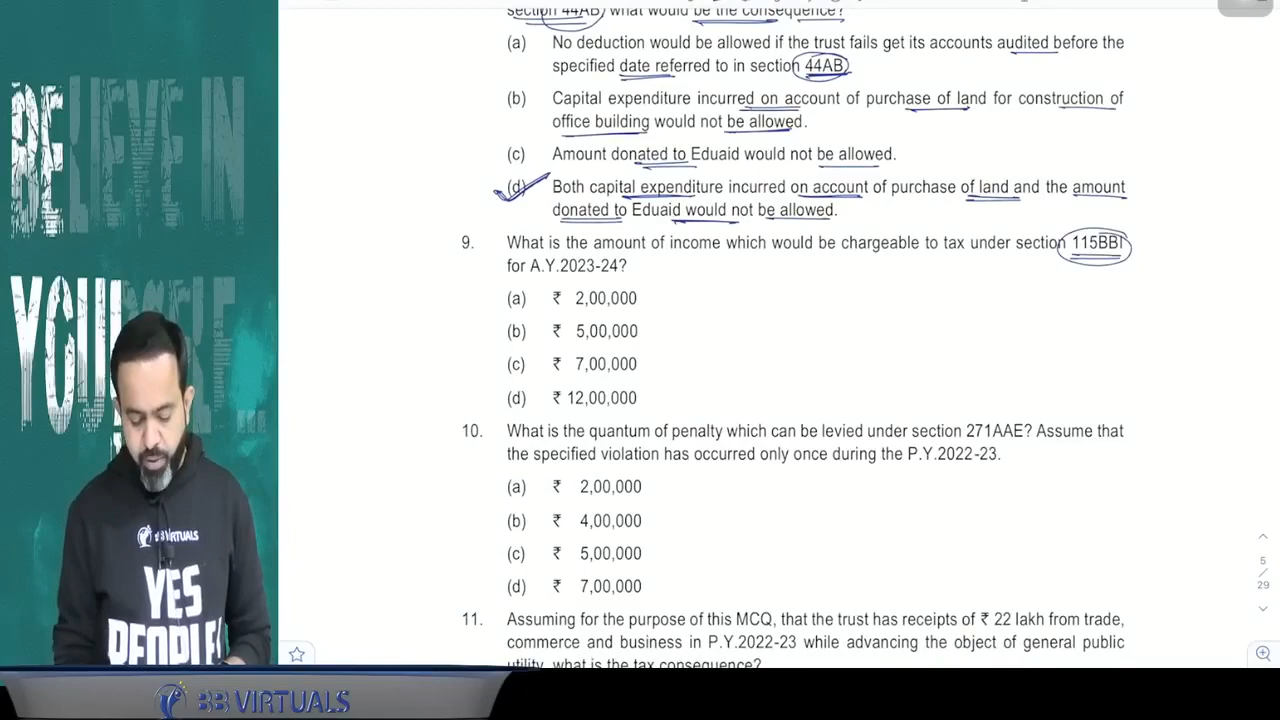 section 44AB, what would be the consequence?
(a) No deduction would be allowed if the trust fails get its accounts audited before the
specified date referred to in section 44AB.
(b) Capital expenditure incurred on account of purchase of land for construction of
office building would not be allowed.
(c) Amount donated to Eduaid would not be allowed.
(d) Both capital expenditure incurred on account of purchase of land and the amount
donated to Eduaid would not be allowed.
9. What is the amount of income which would be chargeable to tax under section 115BBI
for A.Y.2023-24?
(a) ₹ 2,00,000
(b) ₹ 5,00,000
(c) ₹ 7,00,000
(d) ₹ 12,00,000
10. What is the quantum of penalty which can be levied under section 271AAE? Assume that
the specified violation has occurred only once during the P.Y.2022-23.
(a) ₹ 2,00,000
(b) ₹ 4,00,000
(c) ₹ 5,00,000
(d) ₹ 7,00,000
11. Assuming for the purpose of this MCQ, that the trust has receipts of ₹ 22 lakh from trade,
commerce and business in P.Y.2022-23 while advancing the object of general public
utility, what is the tax consequence?
5
/
29
BELIEVE IN
BB VIRTUALS
YES
PEOPLE!
BB VIRTUALS